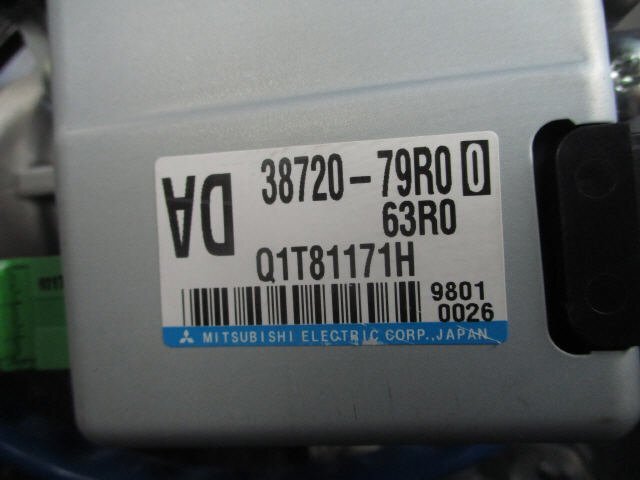 DA
38720-79R0 0
63R0
Q1T81171H
9801
0026
MITSUBISHI ELECTRIC CORP., JAPAN